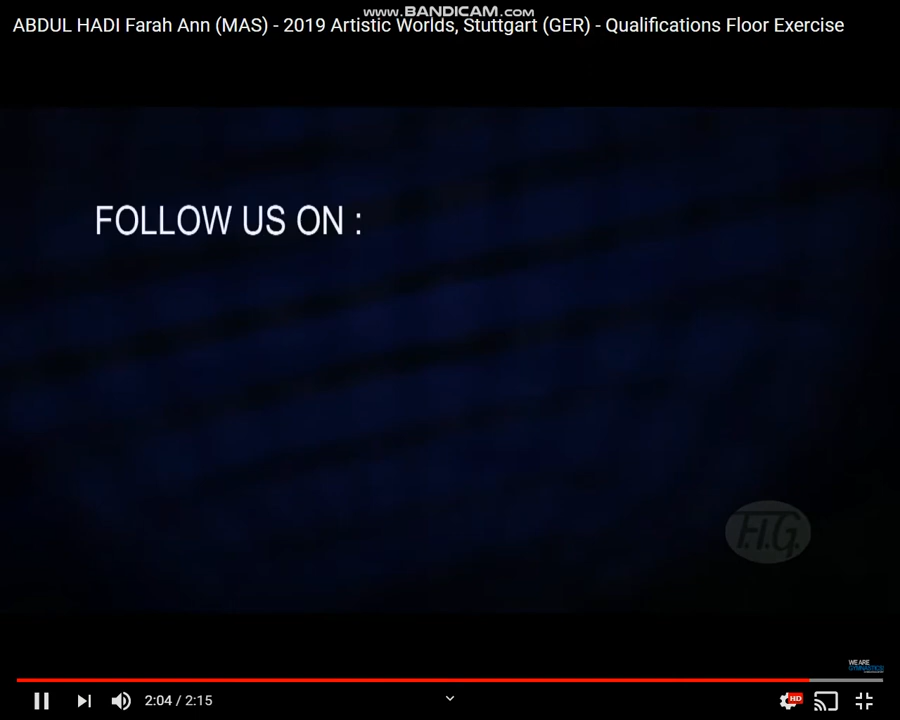 www.BANDICAM.com
ABDUL HADI Farah Ann (MAS) - 2019 Artistic Worlds, Stuttgart (GER) - Qualifications Floor Exercise
FOLLOW US ON :
F.I.G.
WE ARE
GYMNASTICS!
2:04 / 2:15
HD